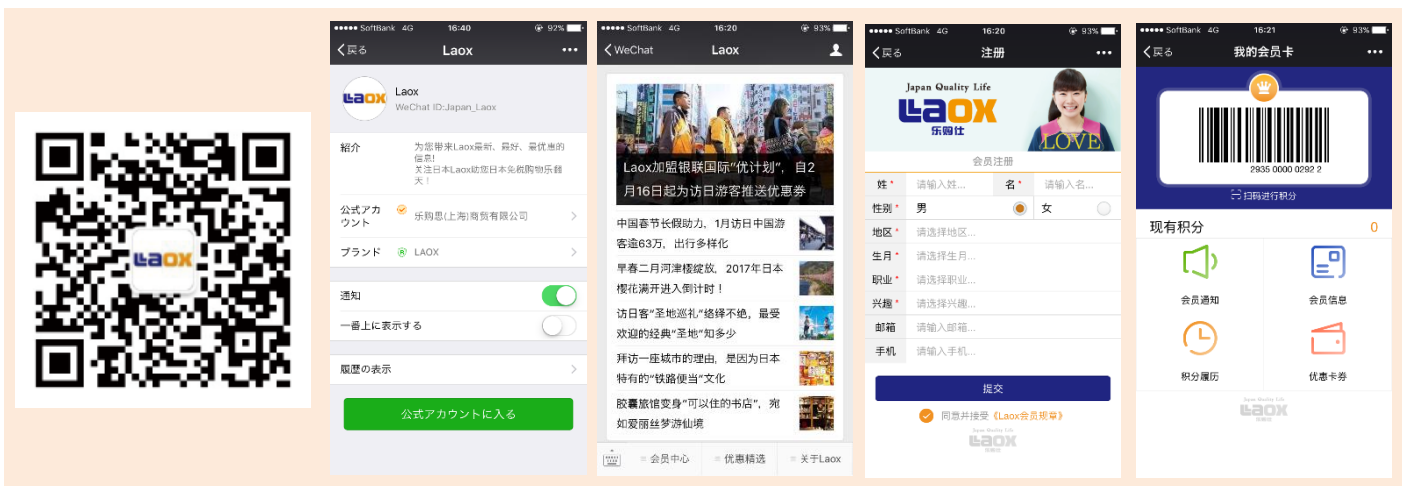 LAOX
SoftBank 4G 16:40 92%
戻る Laox
LAOX
Laox
WeChat ID:Japan_Laox
紹介 为您带来Laox最新、最好、最优惠的
信息!
关注日本Laox助您日本免税购物乐翻
天！
公式アカ
ウント
乐购思(上海)商贸有限公司
ブランド ® LAOX
通知
一番上に表示する
履歴の表示
公式アカウントに入る
SoftBank 4G 16:20 93%
WeChat Laox
Laox加盟银联国际“优计划”，自2
月16日起为访日游客推送优惠券
中国春节长假助力，1月访日中国游
客逾63万，出行多样化
早春二月河津樱绽放，2017年日本
樱花满开进入倒计时！
访日客“圣地巡礼”络绎不绝，最受
欢迎的经典“圣地”知多少
拜访一座城市的理由，是因为日本
特有的“铁路便当”文化
胶囊旅馆变身“可以住的书店”，宛
如爱丽丝梦游仙境
会员中心 优惠精选 关于Laox
SoftBank 4G 16:20 93%
戻る 注册
Japan Quality Life
LAOX
乐购仕
LOVE
会员注册
姓* 请输入姓... 名* 请输入名...
性别* 男 女
地区* 请选择地区...
生月* 请选择生月...
职业* 请选择职业...
兴趣* 请选择兴趣...
邮箱 请输入邮箱...
手机 请输入手机...
提交
同意并接受《Laox会员规章》
Japan Quality Life
LAOX
乐购仕
SoftBank 4G 16:21 93%
戻る 我的会员卡
2935 0000 0292 2
扫码进行积分
现有积分 0
会员通知 会员信息
积分履历 优惠卡券
Japan Quality Life
LAOX
乐购仕